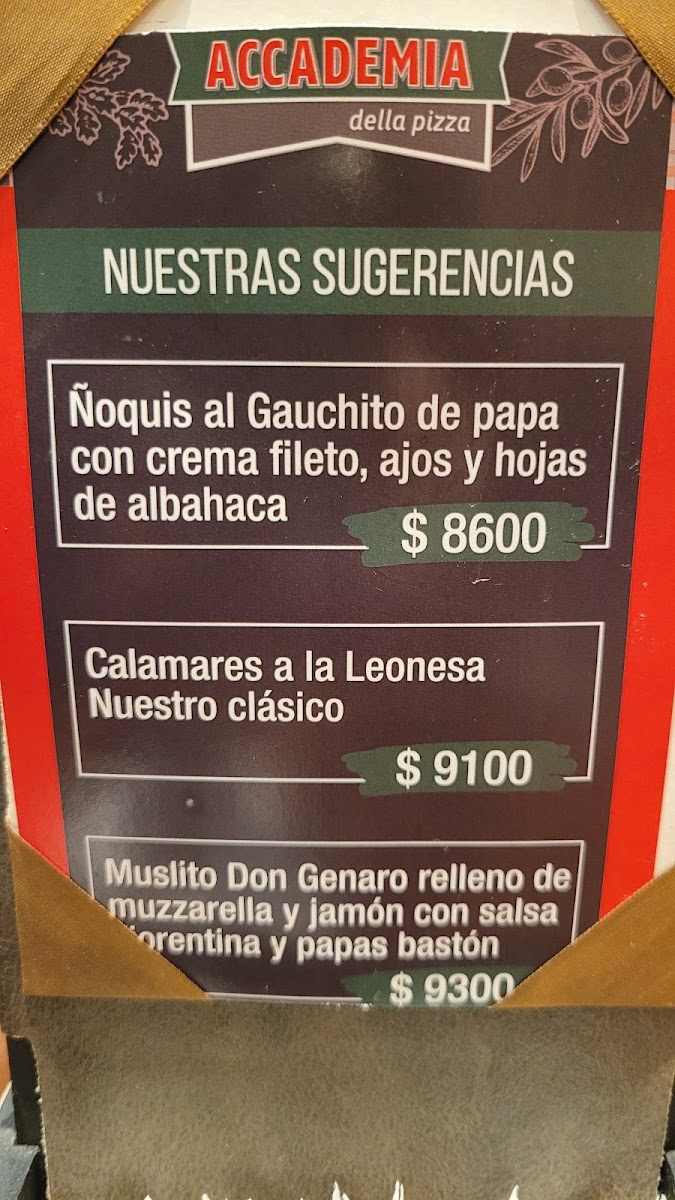 ACCADEMIA
della pizza
NUESTRAS SUGERENCIAS
Ñoquis al Gauchito de papa
con crema fileto, ajos y hojas
de albahaca
$ 8600
Calamares a la Leonesa
Nuestro clásico
$ 9100
Muslito Don Genaro relleno de
muzzarella y jamón con salsa
fiorentina y papas bastón
$ 9300